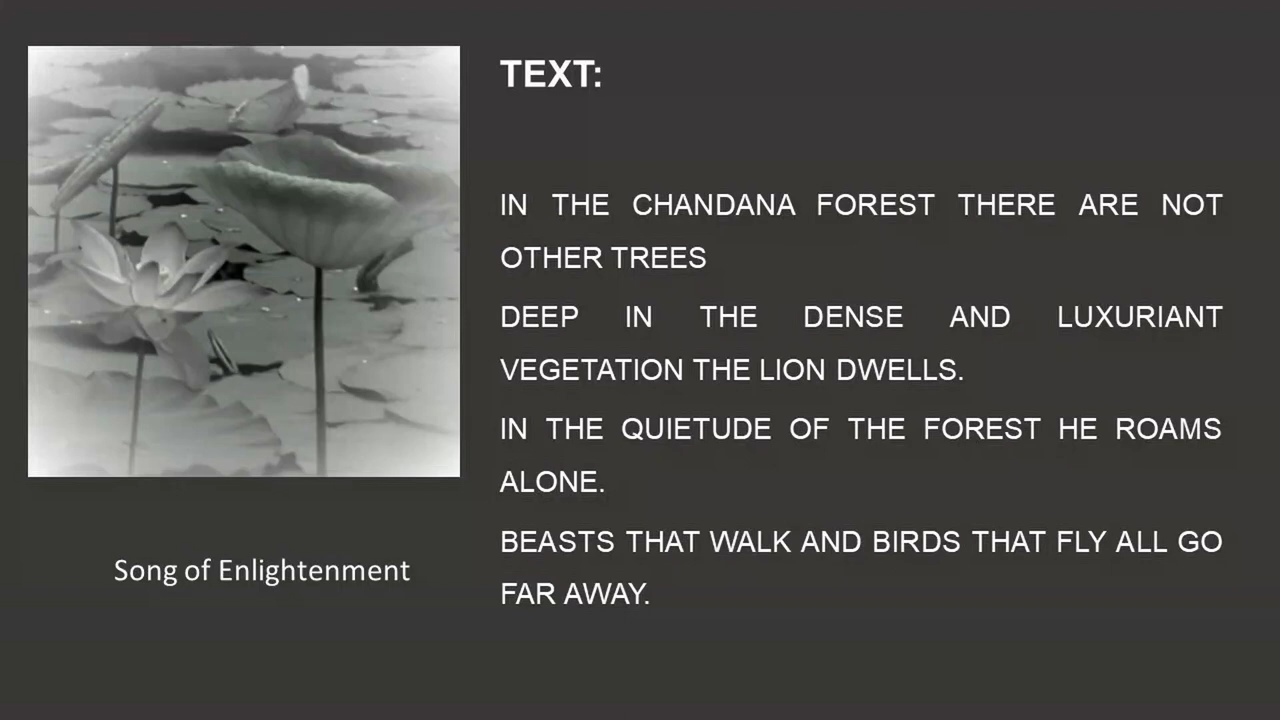 TEXT:
IN THE CHANDANA FOREST THERE ARE NOT
OTHER TREES
DEEP IN THE DENSE AND LUXURIANT
VEGETATION THE LION DWELLS.
IN THE QUIETUDE OF THE FOREST HE ROAMS
ALONE.
BEASTS THAT WALK AND BIRDS THAT FLY ALL GO
FAR AWAY.
Song of Enlightenment